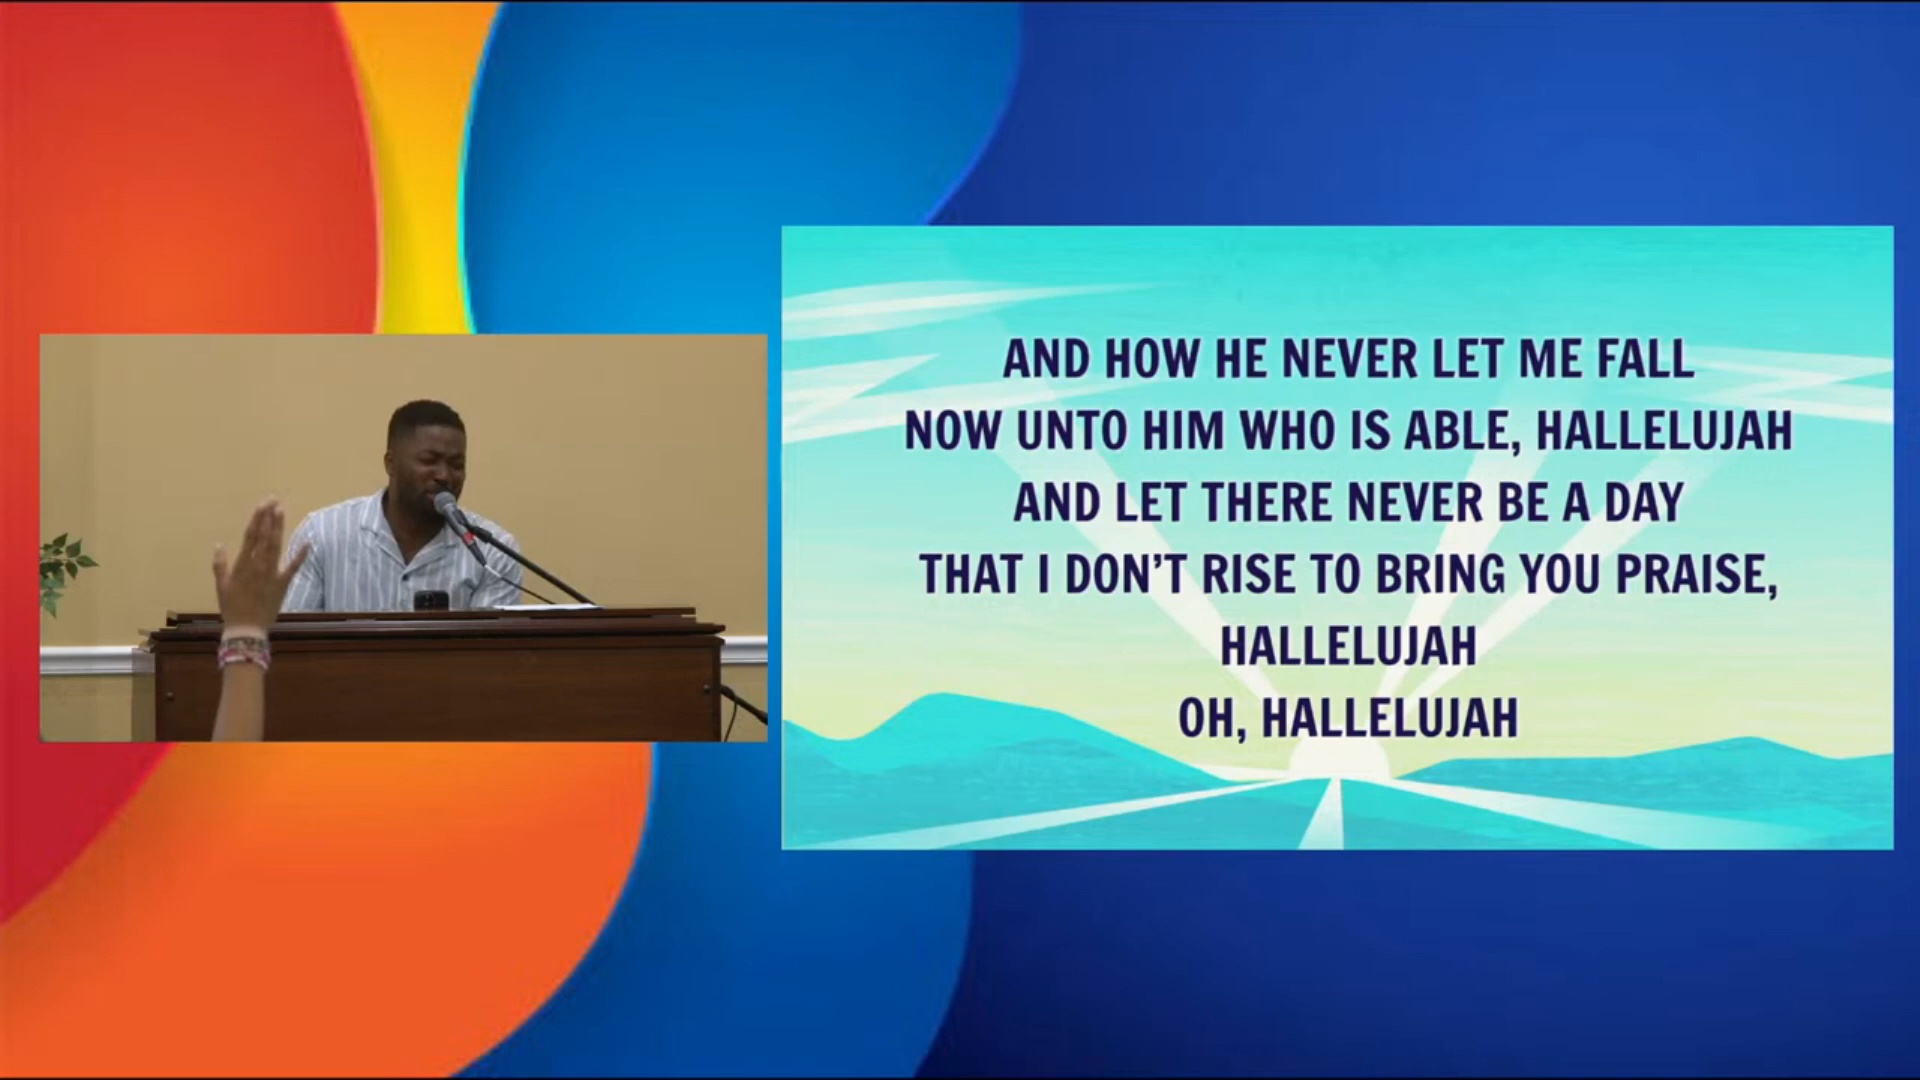 AND HOW HE NEVER LET ME FALL
NOW UNTO HIM WHO IS ABLE, HALLELUJAH
AND LET THERE NEVER BE A DAY
THAT I DON'T RISE TO BRING YOU PRAISE,
HALLELUJAH
OH, HALLELUJAH